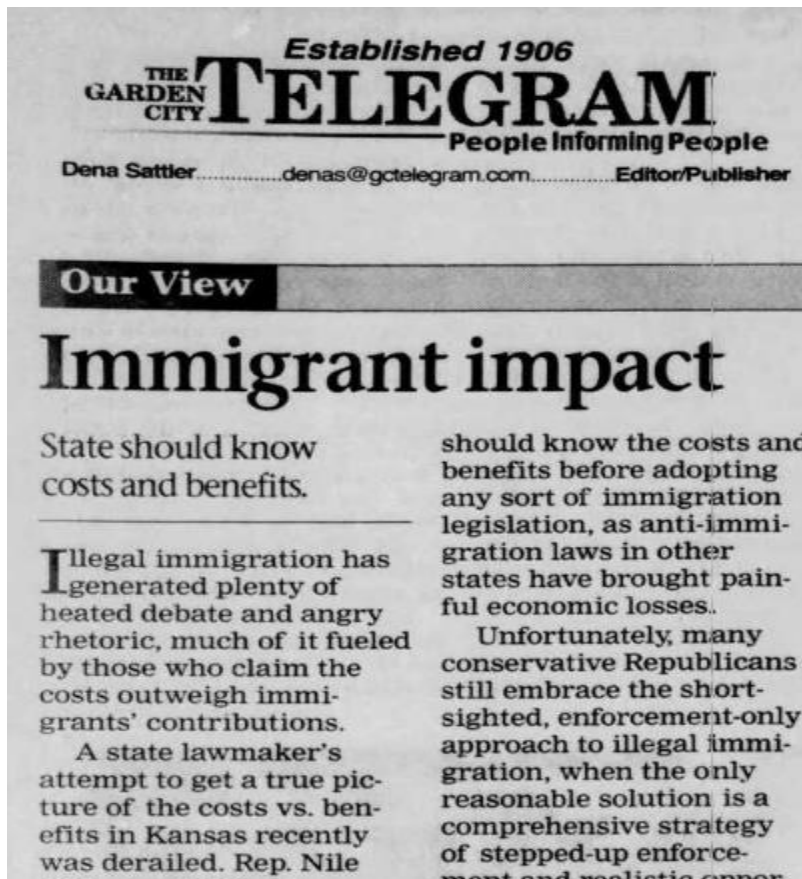 Established 1906
THE GARDEN CITY TELEGRAM
People Informing People
Dena Sattler..............denas@gctelegram.com..............Editor/Publisher
Our View
Immigrant impact
State should know
costs and benefits.
Illegal immigration has
generated plenty of
heated debate and angry
rhetoric, much of it fueled
by those who claim the
costs outweigh immi-
grants' contributions.
A state lawmaker's
attempt to get a true pic-
ture of the costs vs. ben-
efits in Kansas recently
was derailed. Rep. Nile
should know the costs and
benefits before adopting
any sort of immigration
legislation, as anti-immi-
gration laws in other
states have brought pain-
ful economic losses.
Unfortunately, many
conservative Republicans
still embrace the short-
sighted, enforcement-only
approach to illegal immi-
gration, when the only
reasonable solution is a
comprehensive strategy
of stepped-up enforce-
ment and realistic oppor-